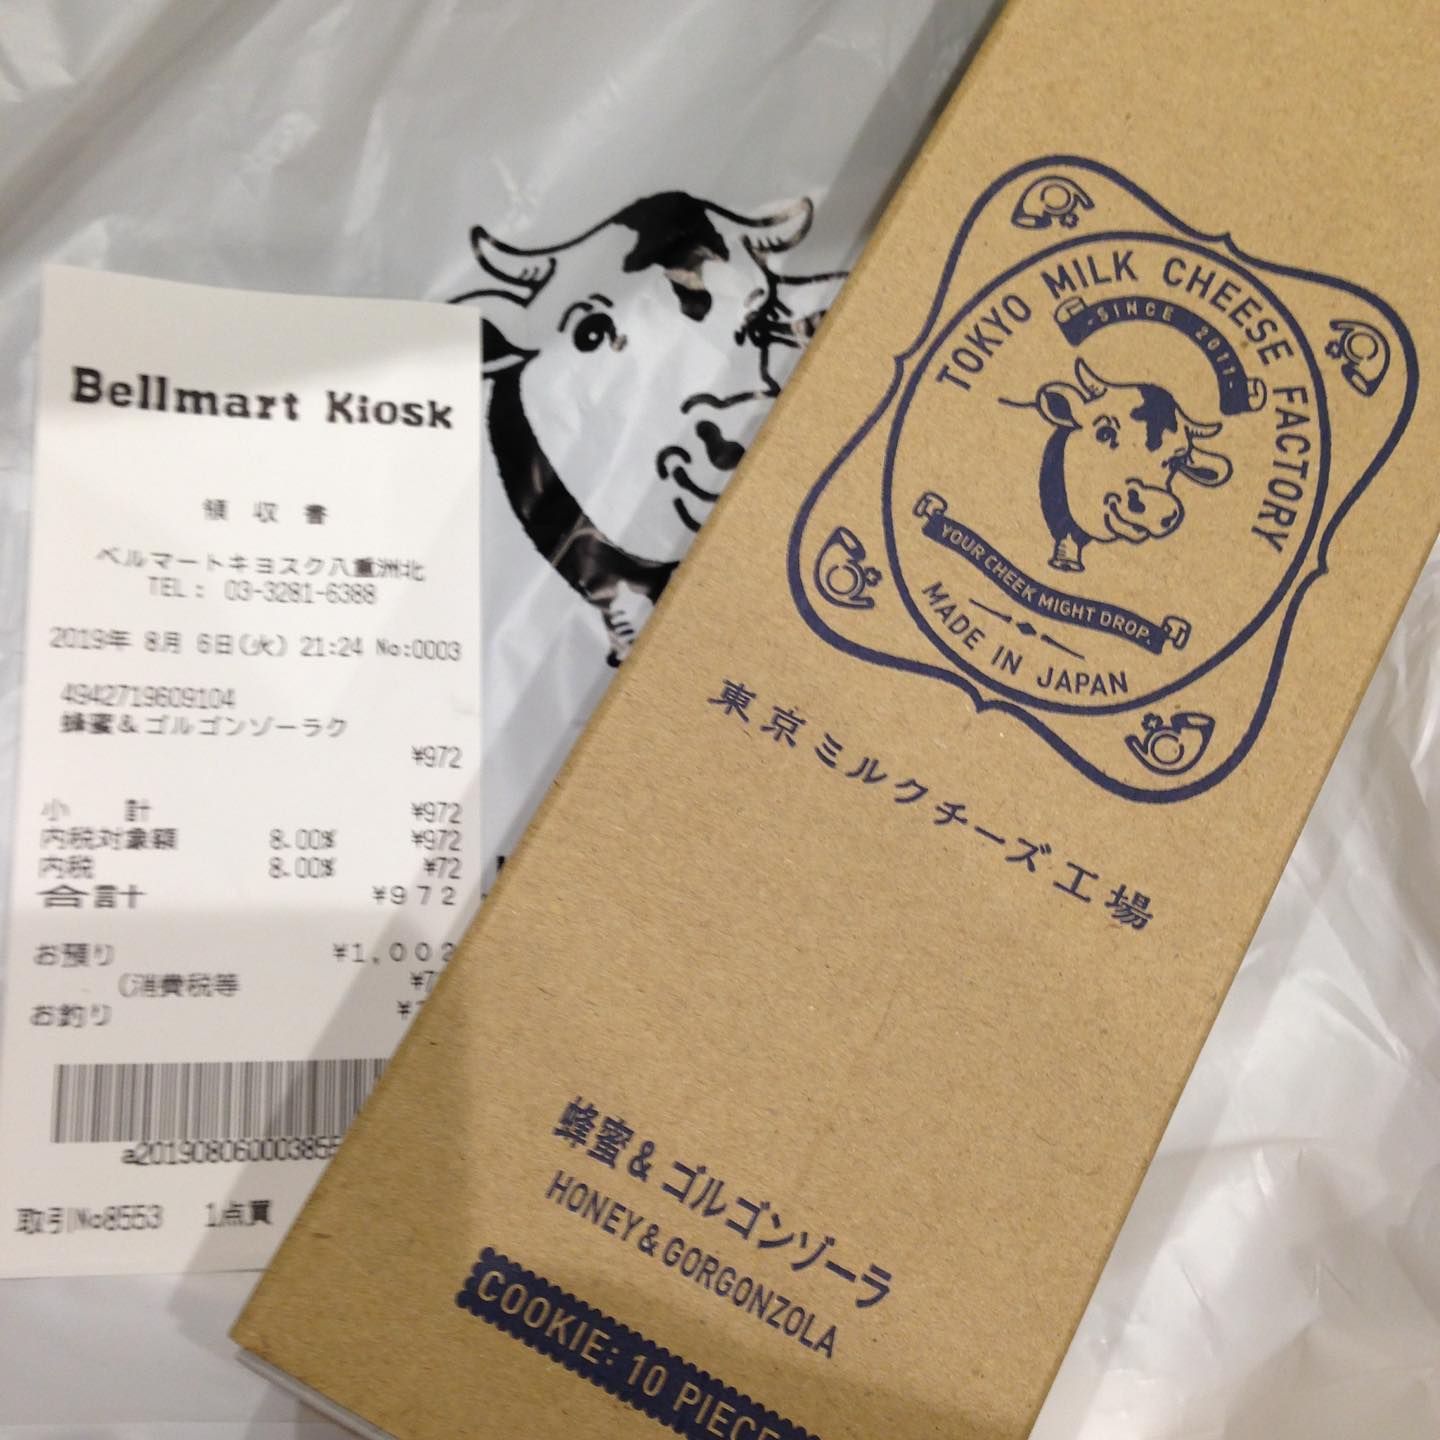 Bellmart Kiosk
領 収 書
ベルマートキヨスク八重洲北
TEL: 03-3281-6388
2019年 8月 6日(火) 21:24 No:0003
4942719609104
蜂蜜&ゴルゴンゾーラク
¥972
小 計 ¥972
内税対象額 8.00% ¥972
内税 8.00% ¥72
合計 ¥972
お預り ¥1,002
(消費税等
お釣り
取引No8553 1点買
TOKYO MILK CHEESE FACTORY
-SINCE 2011-
YOUR CHEEK MIGHT DROP.
MADE IN JAPAN
東京ミルクチーズ工場
蜂蜜&ゴルゴンゾーラ
HONEY&GORGONZOLA
COOKIE: 10